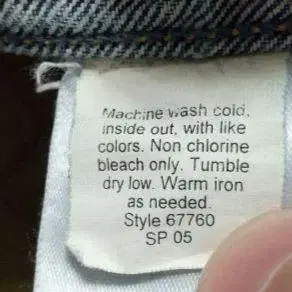 Machine wash cold,
inside out, with like
colors. Non chlorine
bleach only. Tumble
dry low. Warm iron
as needed.
Style 67760
SP 05